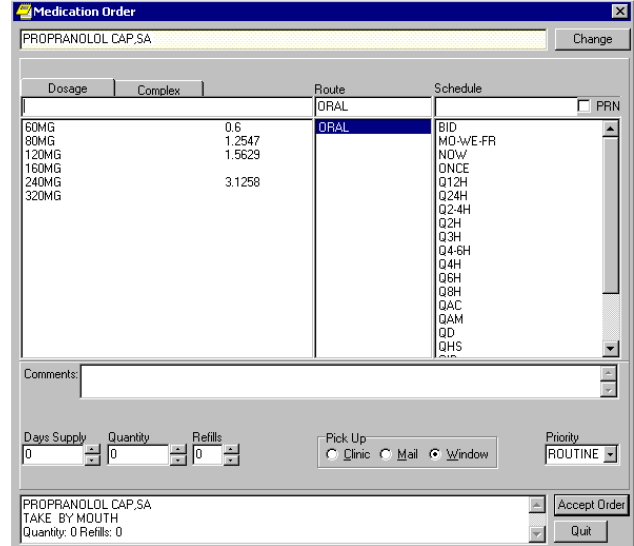 Medication Order
PROPRANOLOL CAP,SA
Change
Dosage Complex Route Schedule
ORAL PRN
60MG 0.6 ORAL BID
80MG 1.2547 MO-WE-FR
120MG 1.5629 NOW
160MG ONCE
240MG 3.1258 Q12H
320MG Q24H
Q2-4H
Q2H
Q3H
Q4-6H
Q4H
Q6H
Q8H
QAC
QAM
QD
QHS
Comments:
Days Supply Quantity Refills Pick Up Priority
0 0 0 Clinic Mail Window ROUTINE
PROPRANOLOL CAP,SA Accept Order
TAKE BY MOUTH
Quantity: 0 Refills: 0 Quit